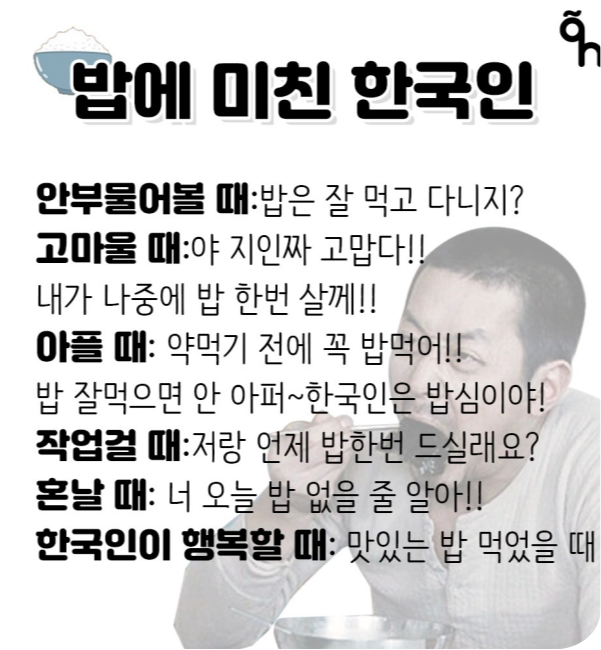 밥에 미친 한국인
안부물어볼 때:밥은 잘 먹고 다니지?
고마울 때:야 지인짜 고맙다!!
내가 나중에 밥 한번 살께!!
아플 때: 약먹기 전에 꼭 밥먹어!!
밥 잘먹으면 안 아퍼~한국인은 밥심이야!
작업걸 때:저랑 언제 밥한번 드실래요?
혼날 때: 너 오늘 밥 없을 줄 알아!!
한국인이 행복할 때: 맛있는 밥 먹었을 때